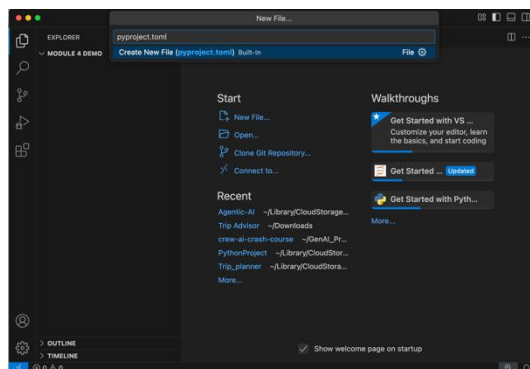 New File...
EXPLORER
MODULE 4 DEMO
pyproject.toml
Create New File (pyproject.toml) Built-In File
Start
New File...
Open...
Clone Git Repository...
Connect to...
Recent
Agentic-AI ~/Library/CloudStorage...
Trip Advisor ~/Downloads
crew-ai-crash-course ~/GenAI_Pr...
PythonProject ~/Library/CloudStor...
Trip_planner ~/Library/CloudStora...
More...
Walkthroughs
Get Started with VS ...
Customize your editor, learn
the basics, and start coding
Get Started ... Updated
Get Started with Pyth...
More...
OUTLINE
TIMELINE
Show welcome page on startup
0 0